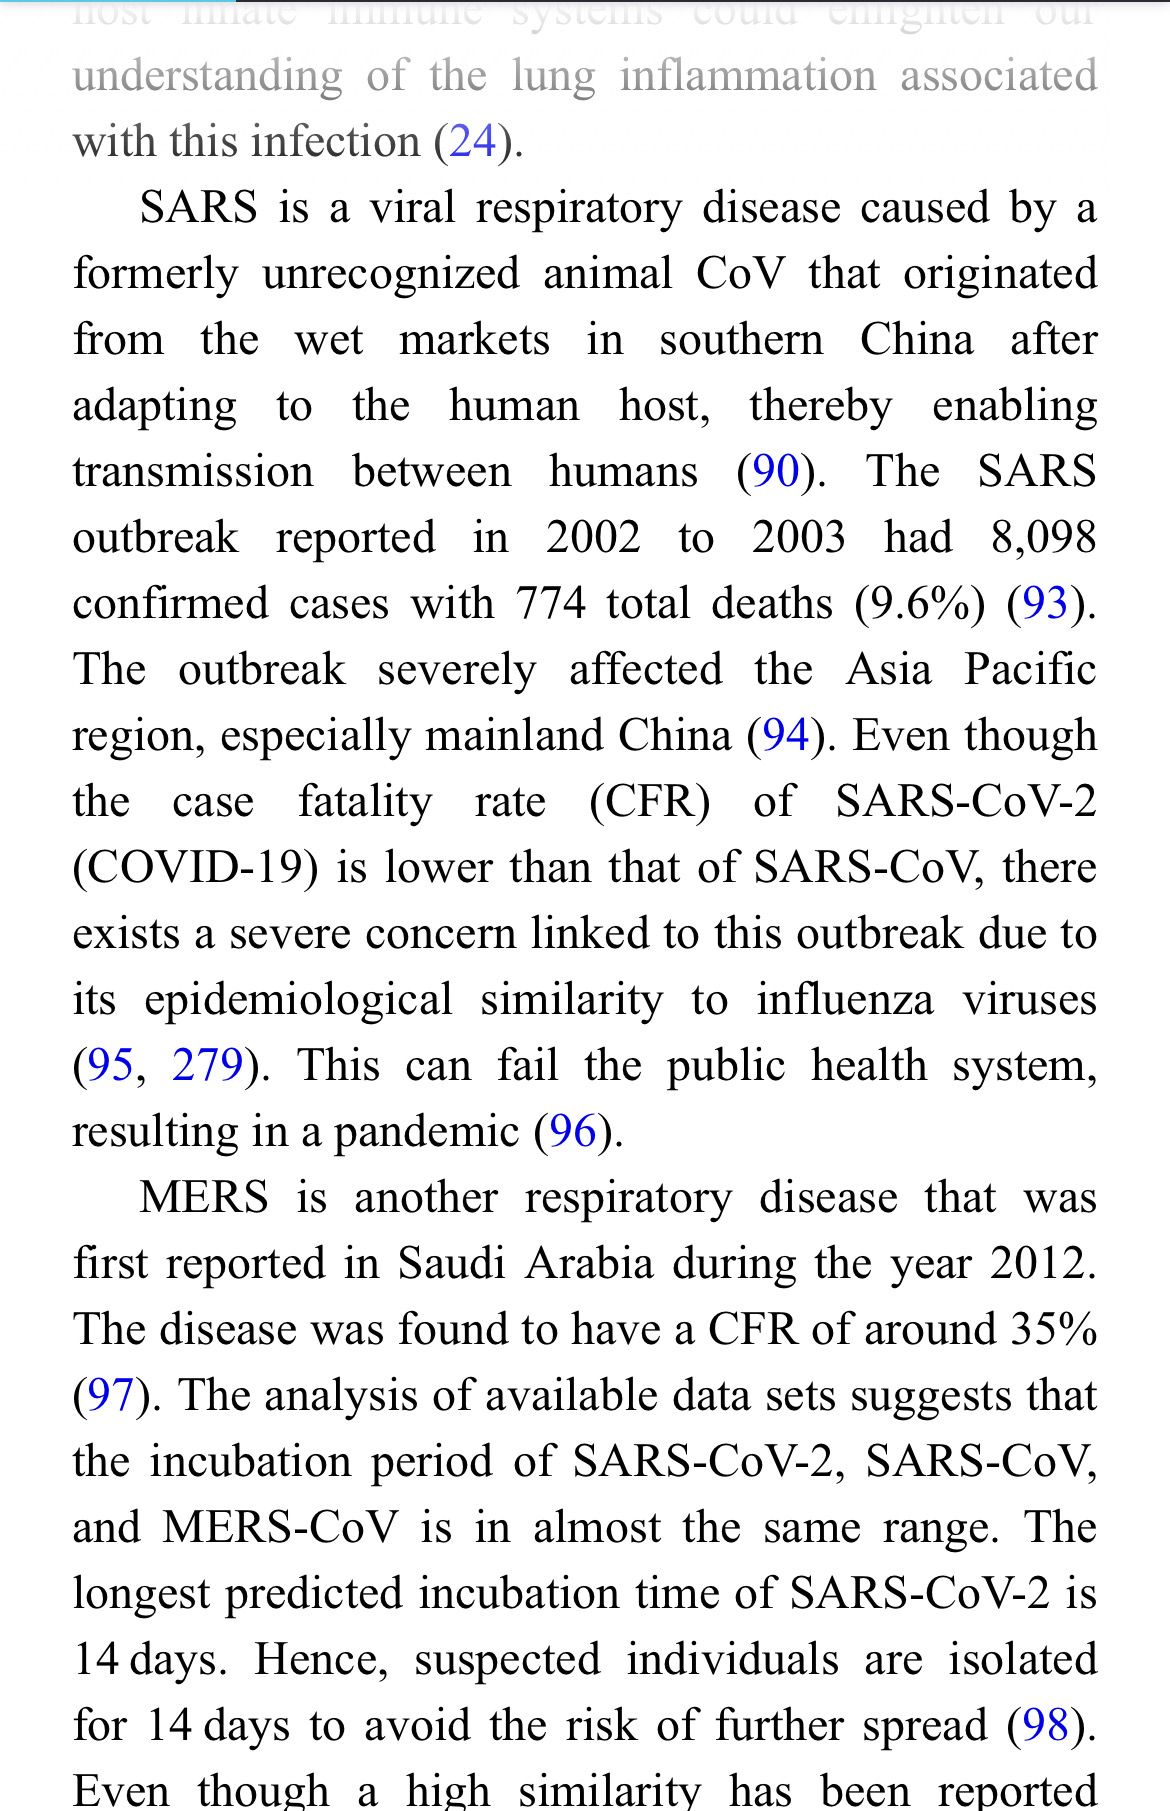 host innate immune systems could enlighten our
understanding of the lung inflammation associated
with this infection (24).
SARS is a viral respiratory disease caused by a
formerly unrecognized animal CoV that originated
from the wet markets in southern China after
adapting to the human host, thereby enabling
transmission between humans (90). The SARS
outbreak reported in 2002 to 2003 had 8,098
confirmed cases with 774 total deaths (9.6%) (93).
The outbreak severely affected the Asia Pacific
region, especially mainland China (94). Even though
the case fatality rate (CFR) of SARS-CoV-2
(COVID-19) is lower than that of SARS-CoV, there
exists a severe concern linked to this outbreak due to
its epidemiological similarity to influenza viruses
(95, 279). This can fail the public health system,
resulting in a pandemic (96).
MERS is another respiratory disease that was
first reported in Saudi Arabia during the year 2012.
The disease was found to have a CFR of around 35%
(97). The analysis of available data sets suggests that
the incubation period of SARS-CoV-2, SARS-CoV,
and MERS-CoV is in almost the same range. The
longest predicted incubation time of SARS-CoV-2 is
14 days. Hence, suspected individuals are isolated
for 14 days to avoid the risk of further spread (98).
Even though a high similarity has been reported